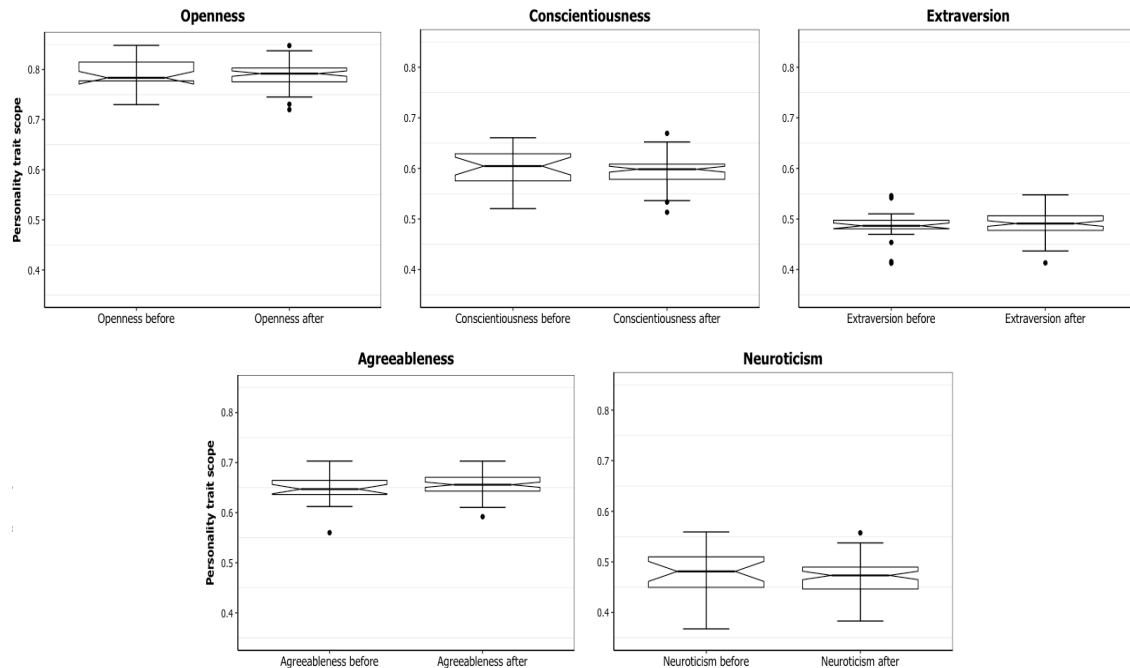 Openness
Conscientiousness
Extraversion
Personality trait scope
0.8
0.7
0.6
0.5
0.4
Openness before
Openness after
0.8
0.7
0.6
0.5
0.4
Conscientiousness before
Conscientiousness after
0.8
0.7
0.6
0.5
0.4
Extraversion before
Extraversion after
Agreeableness
Neuroticism
Personality trait scope
0.8
0.7
0.6
0.5
0.4
Agreeableness before
Agreeableness after
0.8
0.7
0.6
0.5
0.4
Neuroticism before
Neuroticism after